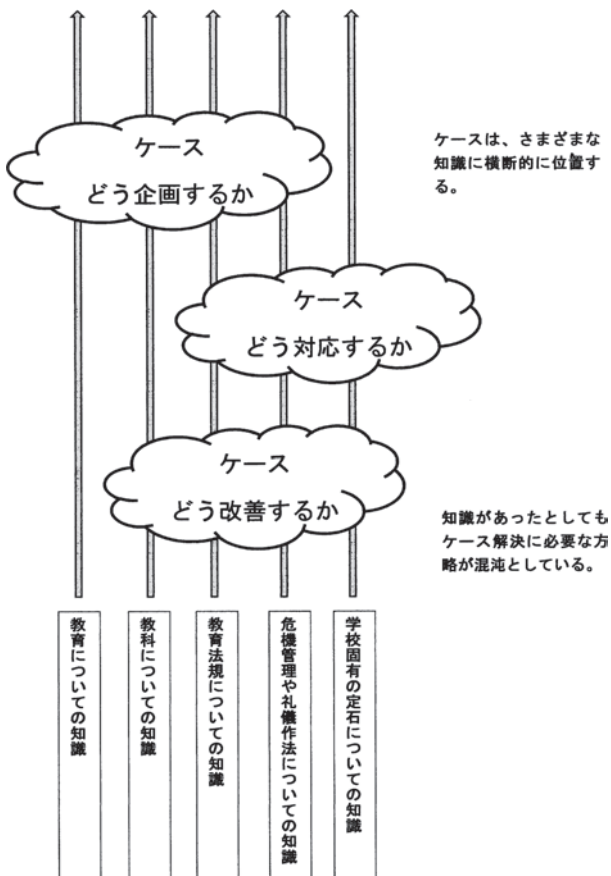 ケース
どう企画するか
ケースは、さまざまな
知識に横断的に位置す
る。
ケース
どう対応するか
ケース
どう改善するか
知識があったとしても
ケース解決に必要な方
略が混沌としている。
教育についての知識
教科についての知識
教育法規についての知識
危機管理や礼儀作法についての知識
学校固有の定石についての知識